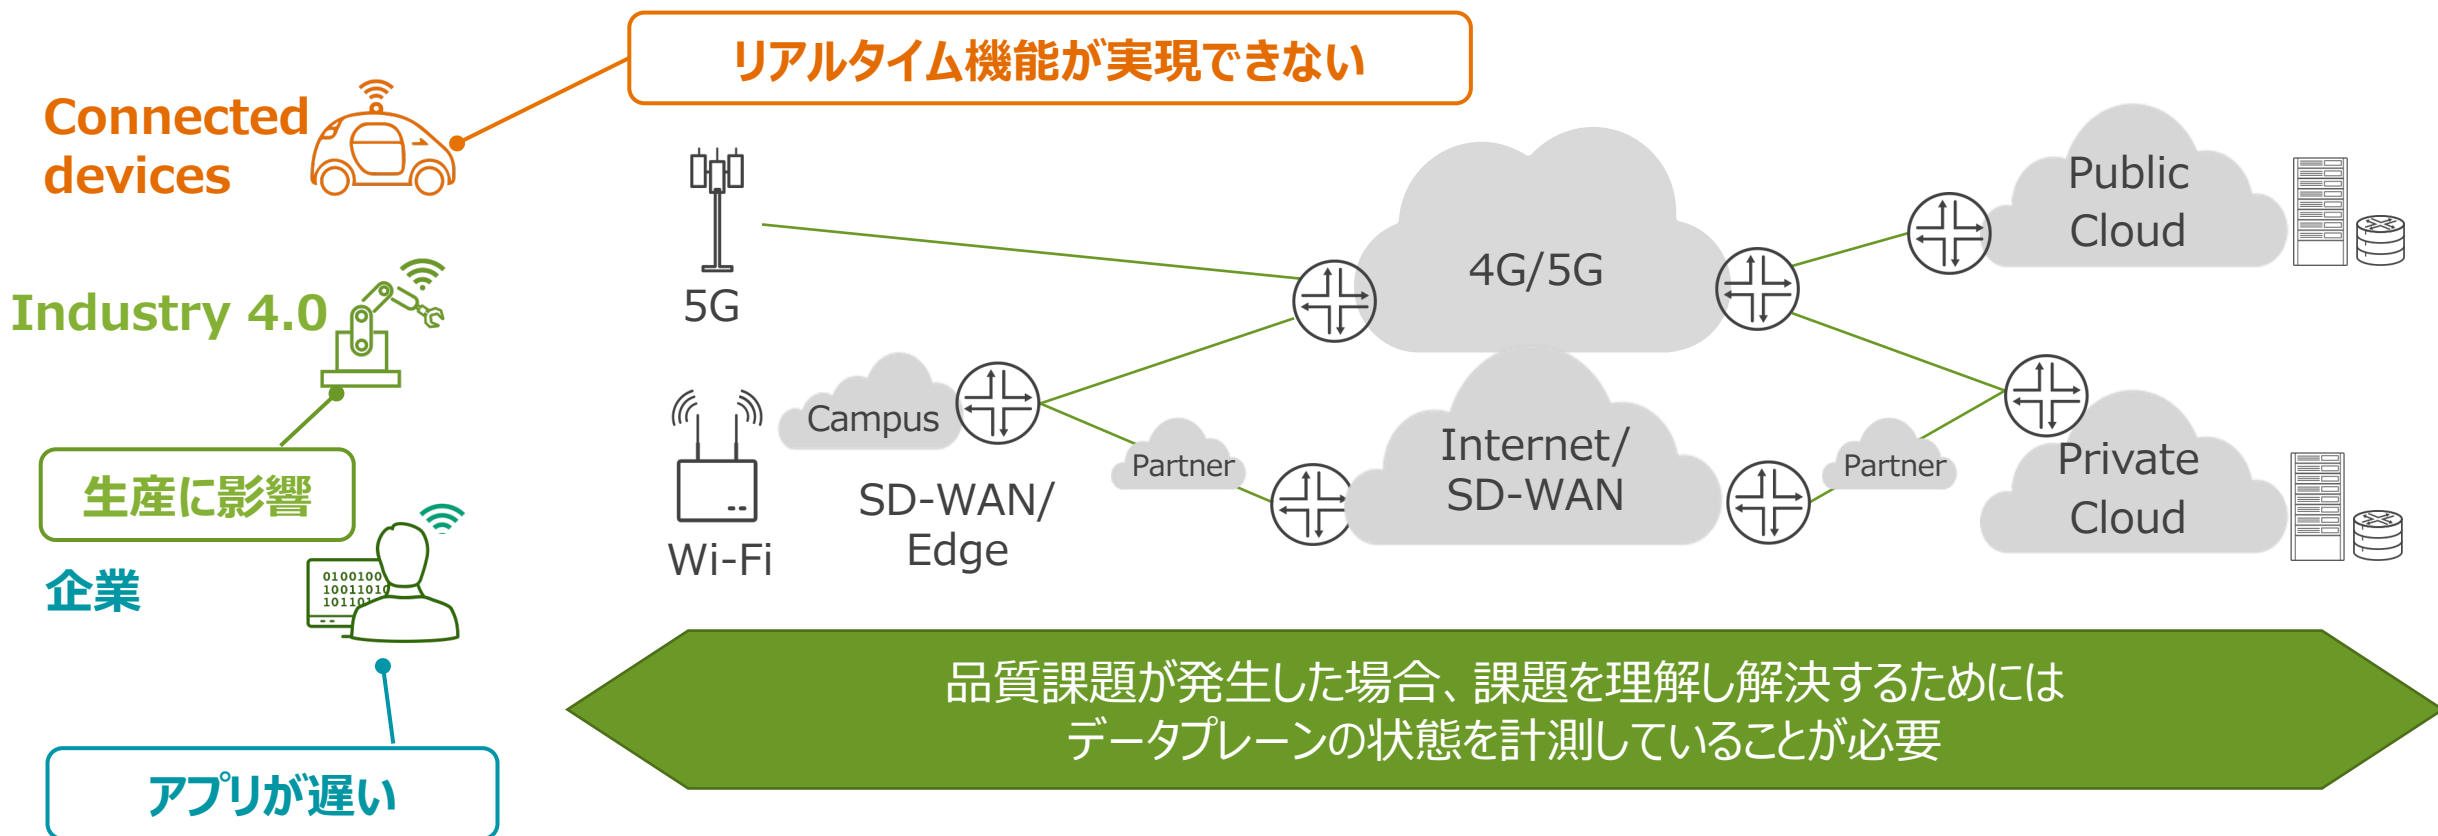 リアルタイム機能が実現できない
Connected
devices
Industry 4.0
生産に影響
企業
0100100
10011010
10110
アプリが遅い
5G
Wi-Fi
Campus
SD-WAN/
Edge
Partner
4G/5G
Internet/
SD-WAN
Partner
Public
Cloud
Private
Cloud
品質課題が発生した場合、課題を理解し解決するためには
データプレーンの状態を計測していることが必要